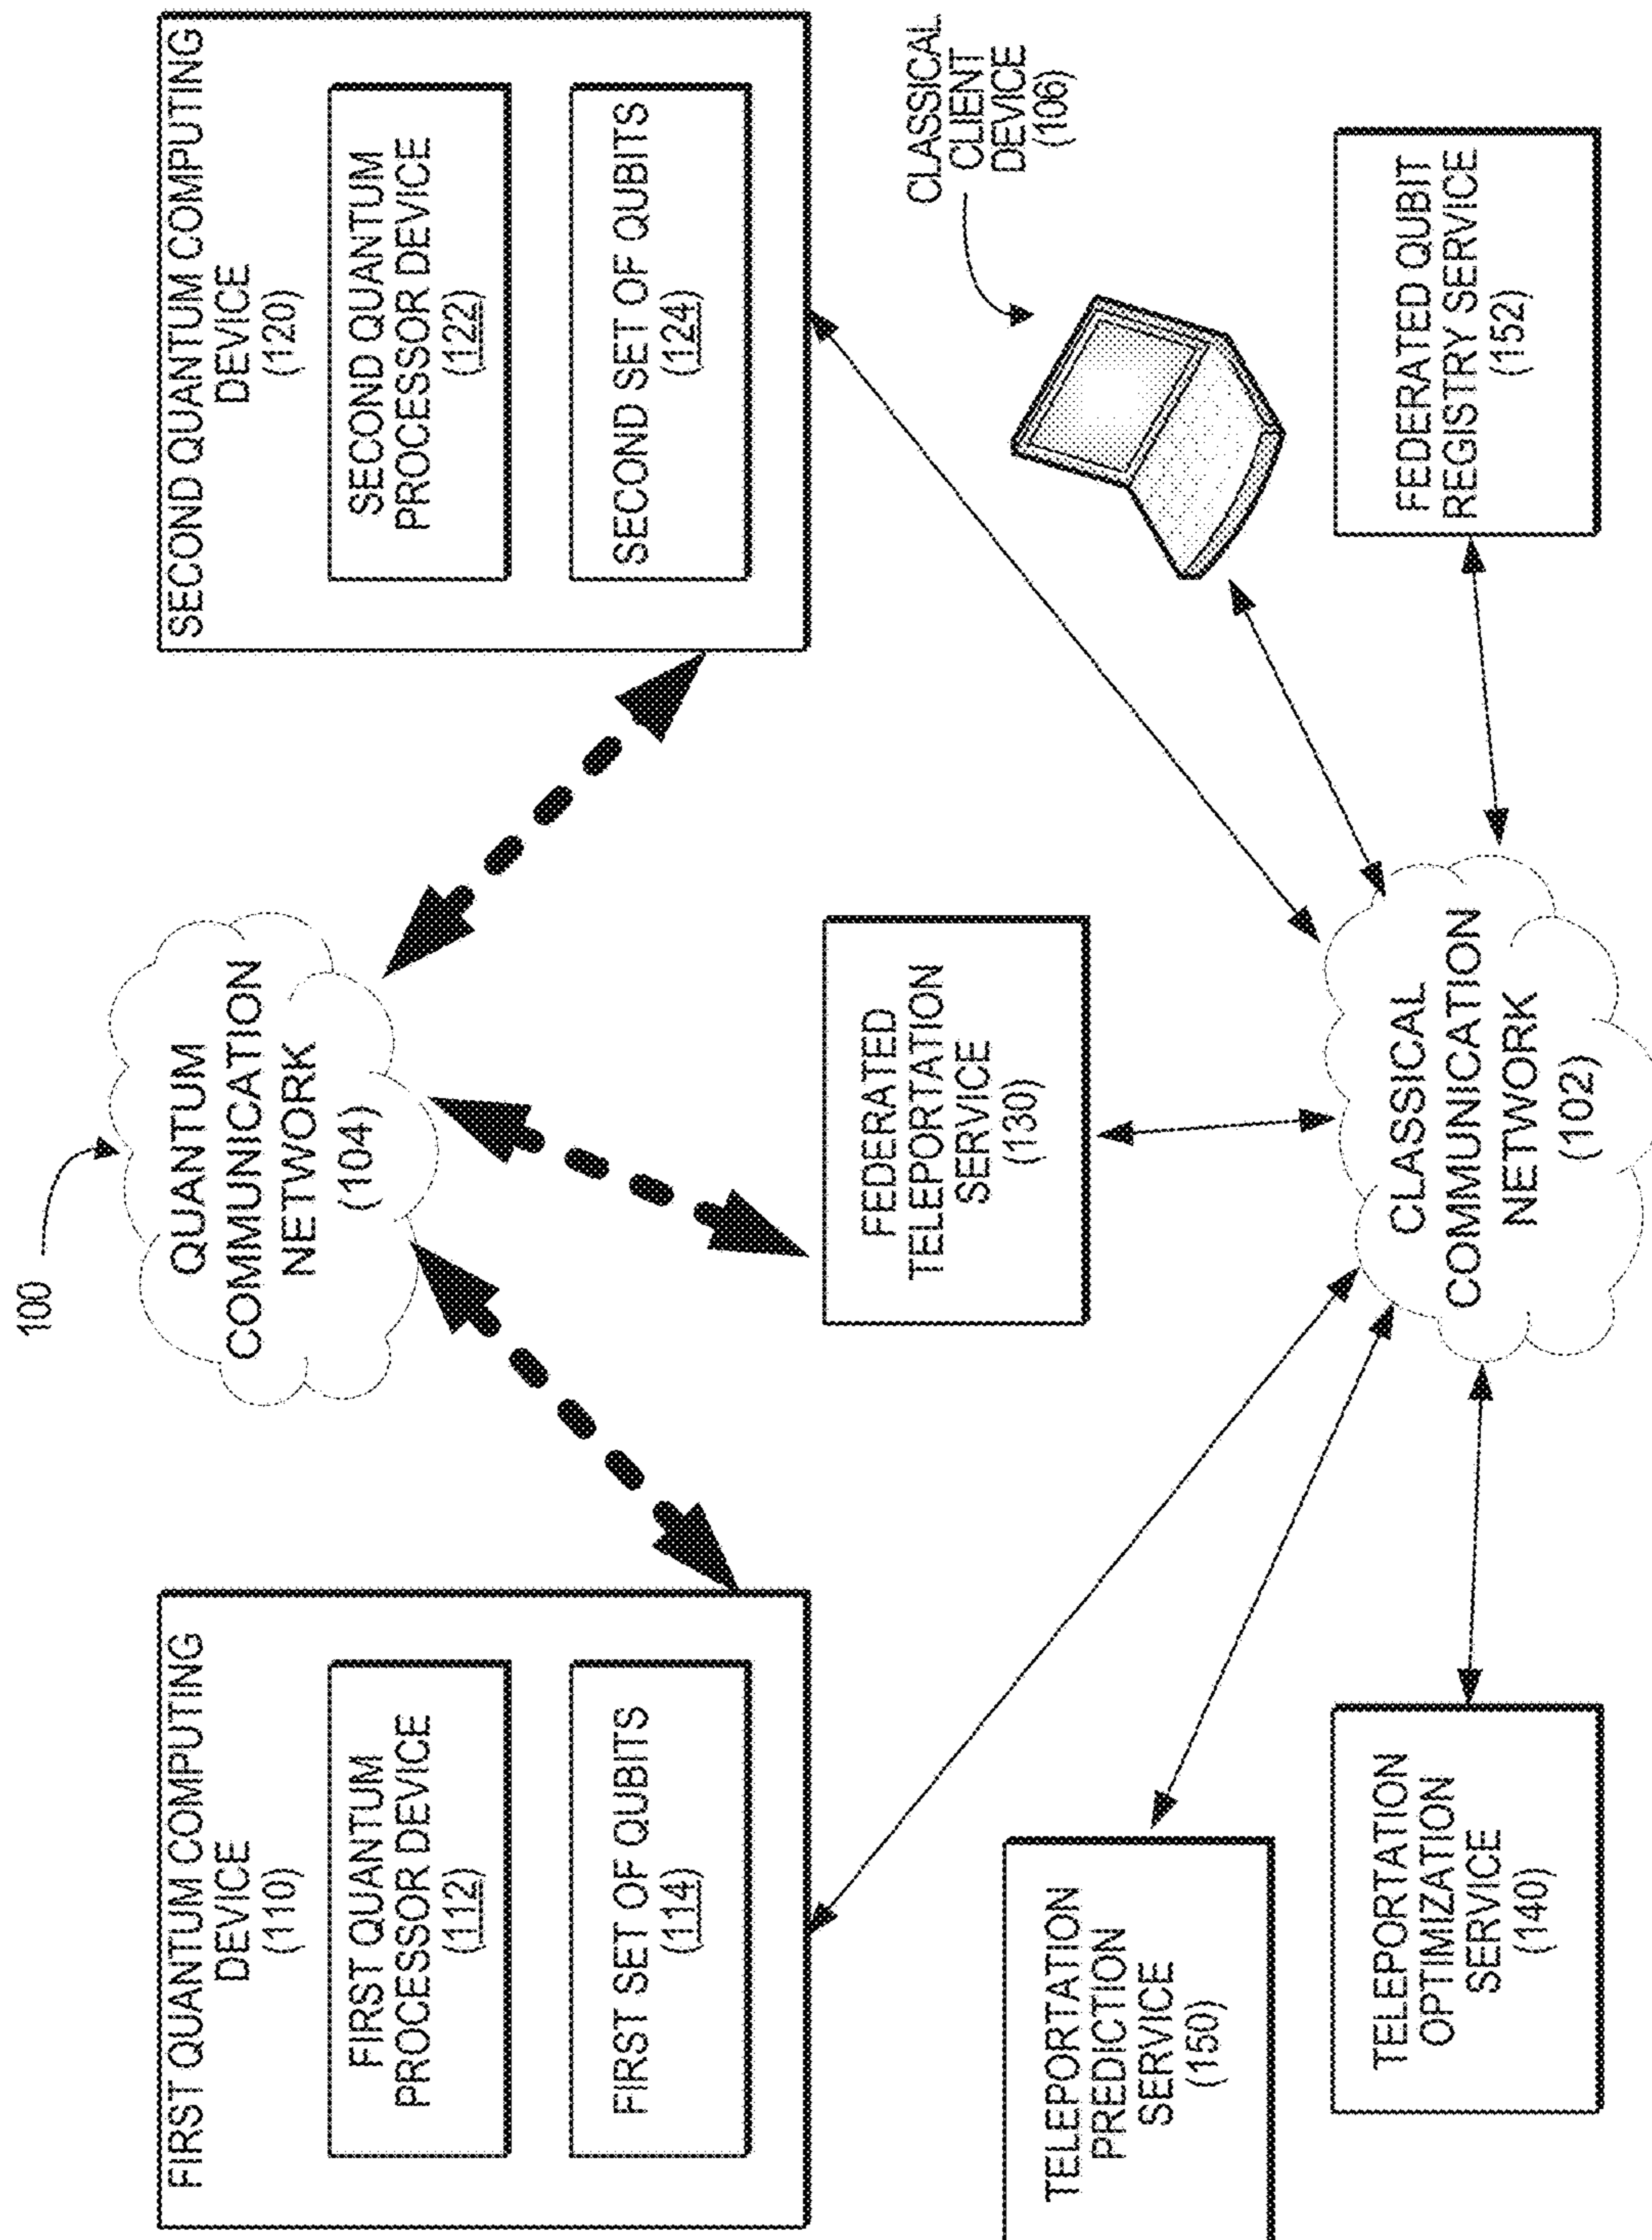 100
QUANTUM
COMMUNICATION
NETWORK
(104)
FIRST QUANTUM COMPUTING
DEVICE
(110)
FIRST QUANTUM
PROCESSOR DEVICE
(112)
FIRST SET OF QUBITS
(114)
SECOND QUANTUM COMPUTING
DEVICE
(120)
SECOND QUANTUM
PROCESSOR DEVICE
(122)
SECOND SET OF QUBITS
(124)
FEDERATED
TELEPORTATION
SERVICE
(130)
CLASSICAL
CLIENT
DEVICE
(106)
TELEPORTATION
PREDICTION
SERVICE
(150)
TELEPORTATION
OPTIMIZATION
SERVICE
(140)
CLASSICAL
COMMUNICATION
NETWORK
(102)
FEDERATED QUBIT
REGISTRY SERVICE
(152)